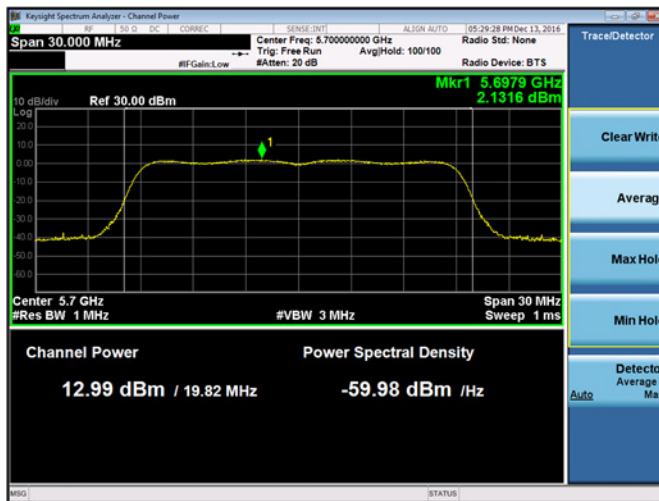 Keysight Spectrum Analyzer - Channel Power
RF 50 Ω DC CORREC SENSE:INT ALIGN AUTO 05:29:28 PM Dec 13, 2016
Span 30.000 MHz
Center Freq: 5.700000000 GHz
Radio Std: None
Trig: Free Run Avg|Hold: 100/100
#IFGain:Low #Atten: 20 dB Radio Device: BTS
Trace/Detector
Mkr1 5.6979 GHz
2.1316 dBm
10 dB/div Ref 30.00 dBm
Log
20.0
10.0
0.00
-10.0
-20.0
-30.0
-40.0
-50.0
-60.0
1
Center 5.7 GHz Span 30 MHz
#Res BW 1 MHz #VBW 3 MHz Sweep 1 ms
Channel Power Power Spectral Density
12.99 dBm / 19.82 MHz -59.98 dBm /Hz
Clear Writ
Averag
Max Hol
Min Hol
Detecto
Average
Auto Ma
MSG STATUS